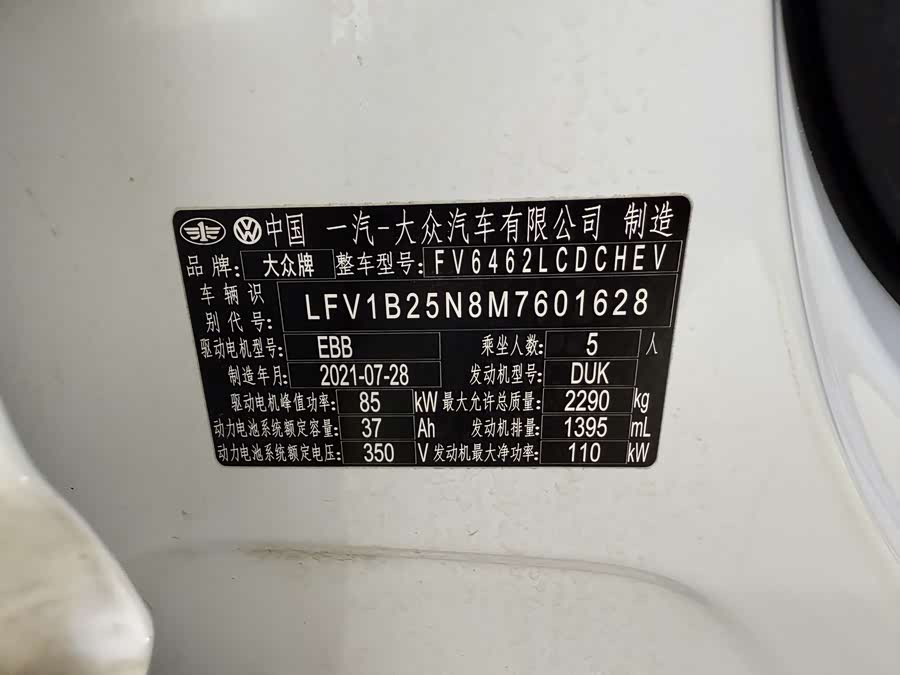 中国 一汽-大众汽车有限公司 制造
品牌: 大众牌 整车型号: FV6462LCDCHEV
车辆识别代号: LFV1B25N8M7601628
驱动电机型号: EBB 乘坐人数: 5 人
制造年月: 2021-07-28 发动机型号: DUK
驱动电机峰值功率: 85 kW 最大允许总质量: 2290 kg
动力电池系统额定容量: 37 Ah 发动机排量: 1395 mL
动力电池系统额定电压: 350 V 发动机最大净功率: 110 kW